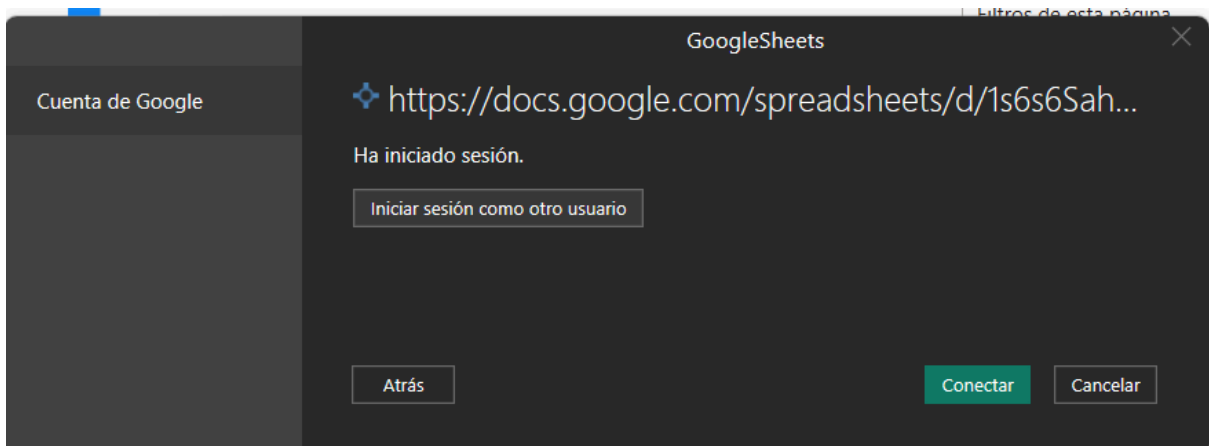 Filtros de esta página
GoogleSheets
Cuenta de Google
https://docs.google.com/spreadsheets/d/1s6s6Sah...
Ha iniciado sesión.
Iniciar sesión como otro usuario
Atrás
Conectar
Cancelar